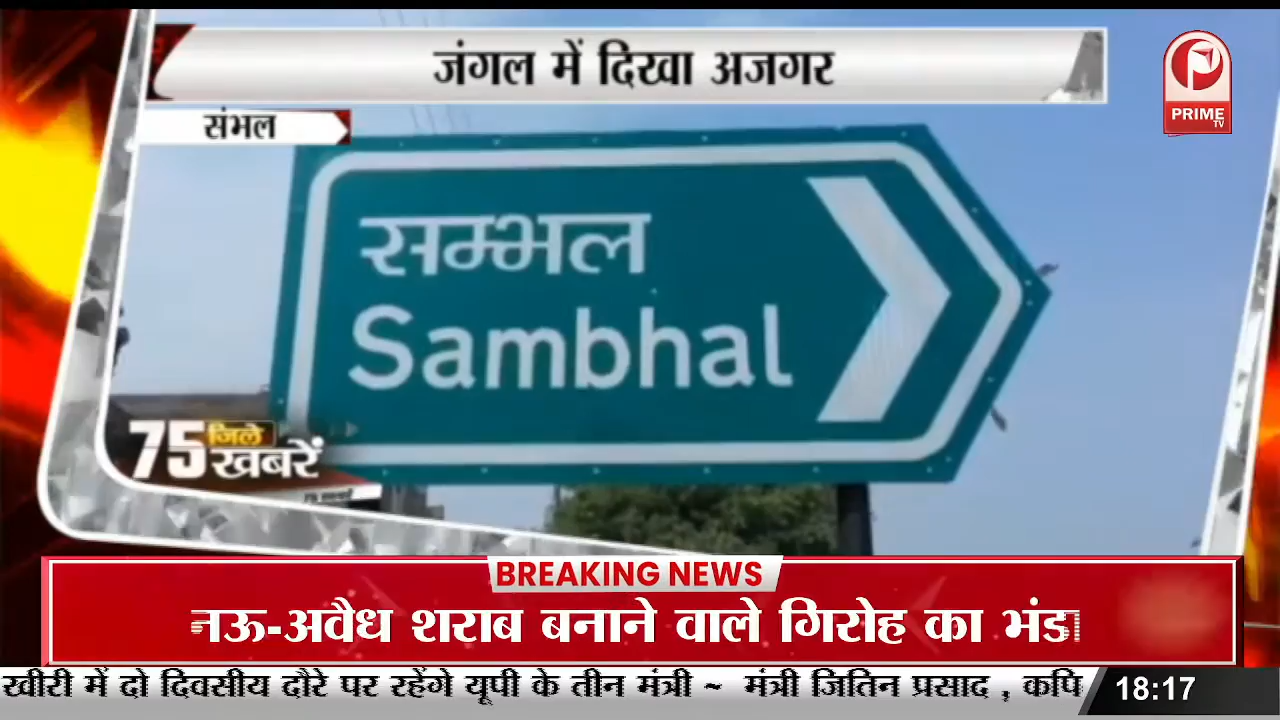 जंगल में दिखा अजगर
PRIME
TV
संभल
सम्भल
Sambhal
75 जिले
खबरें
BREAKING NEWS
नऊ-अवैध शराब बनाने वाले गिरोह का भंडा
खीरी में दो दिवसीय दौरे पर रहेंगे यूपी के तीन मंत्री ~ मंत्री जितिन प्रसाद , कपि
18:17